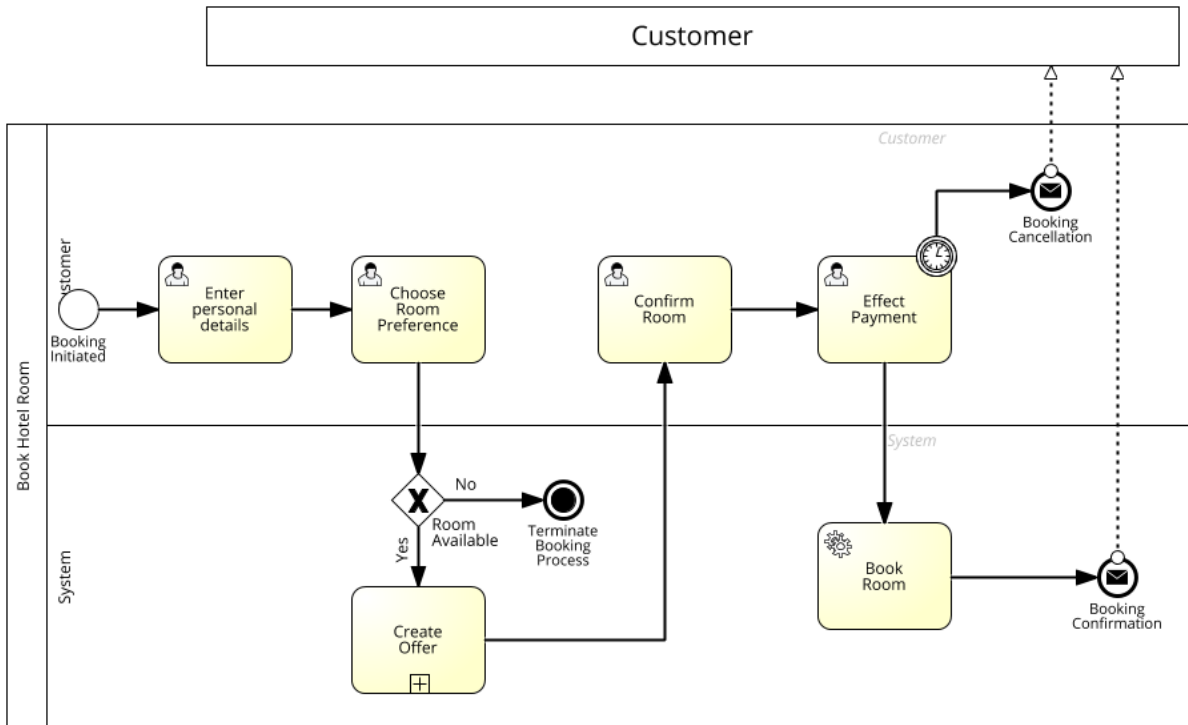 Customer
Customer
Booking
Cancellation
Book Hotel Room
ustomer
Booking
Initiated
Enter
personal
details
Choose
Room
Preference
Confirm
Room
Effect
Payment
System
System
No
Yes
Room
Available
Terminate
Booking
Process
Create
Offer
Book
Room
Booking
Confirmation